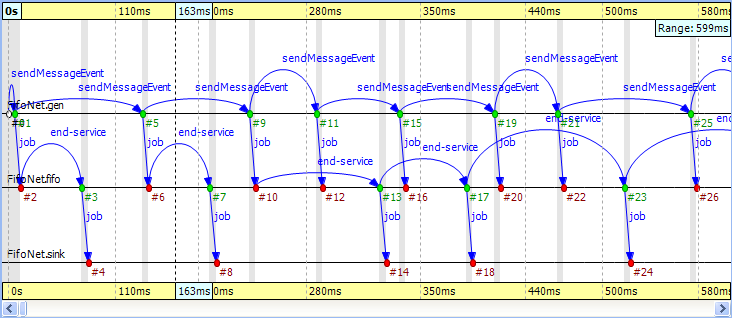 0s 110ms 163ms 0ms 280ms 350ms 440ms 500ms 580ms
Range: 599ms
sendMessageEvent sendMessageEvent sendMessageEvent
sendMessageEvent sendMessageEvent sendMessageEvent sendMessageEvent sendMessageEvent
FifoNet.gen
#1 #5 #9 #11 #15 #19 #21 #25
end-service
job end-service end-service job job job end-service job job job job end-service job
end-service
FifoNet.fifo
#2 #3 #6 #7 #10 #12 #13 #16 #17 #20 #22 #23 #26
job job job job job
FifoNet.sink
#4 #8 #14 #18 #24
0s 110ms 163ms 0ms 280ms 350ms 440ms 500ms 580ms